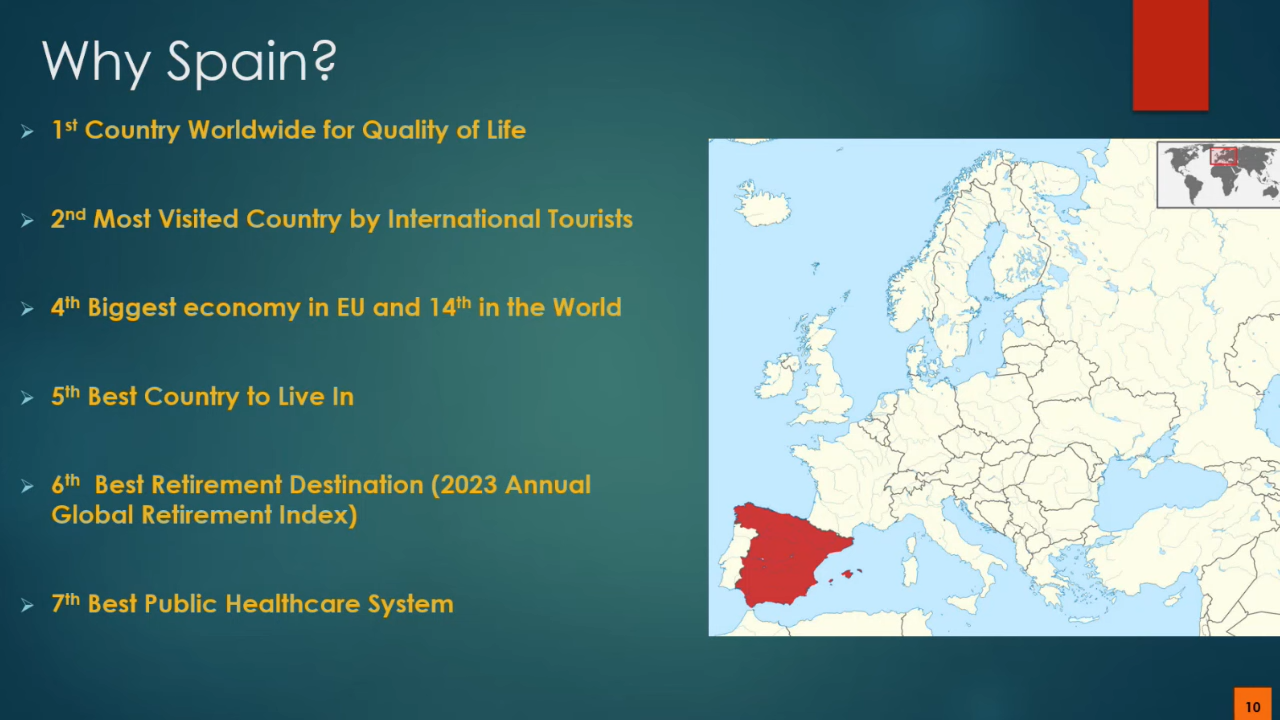 Why Spain?
1st Country Worldwide for Quality of Life
2nd Most Visited Country by International Tourists
4th Biggest economy in EU and 14th in the World
5th Best Country to Live In
6th Best Retirement Destination (2023 Annual
Global Retirement Index)
7th Best Public Healthcare System
10